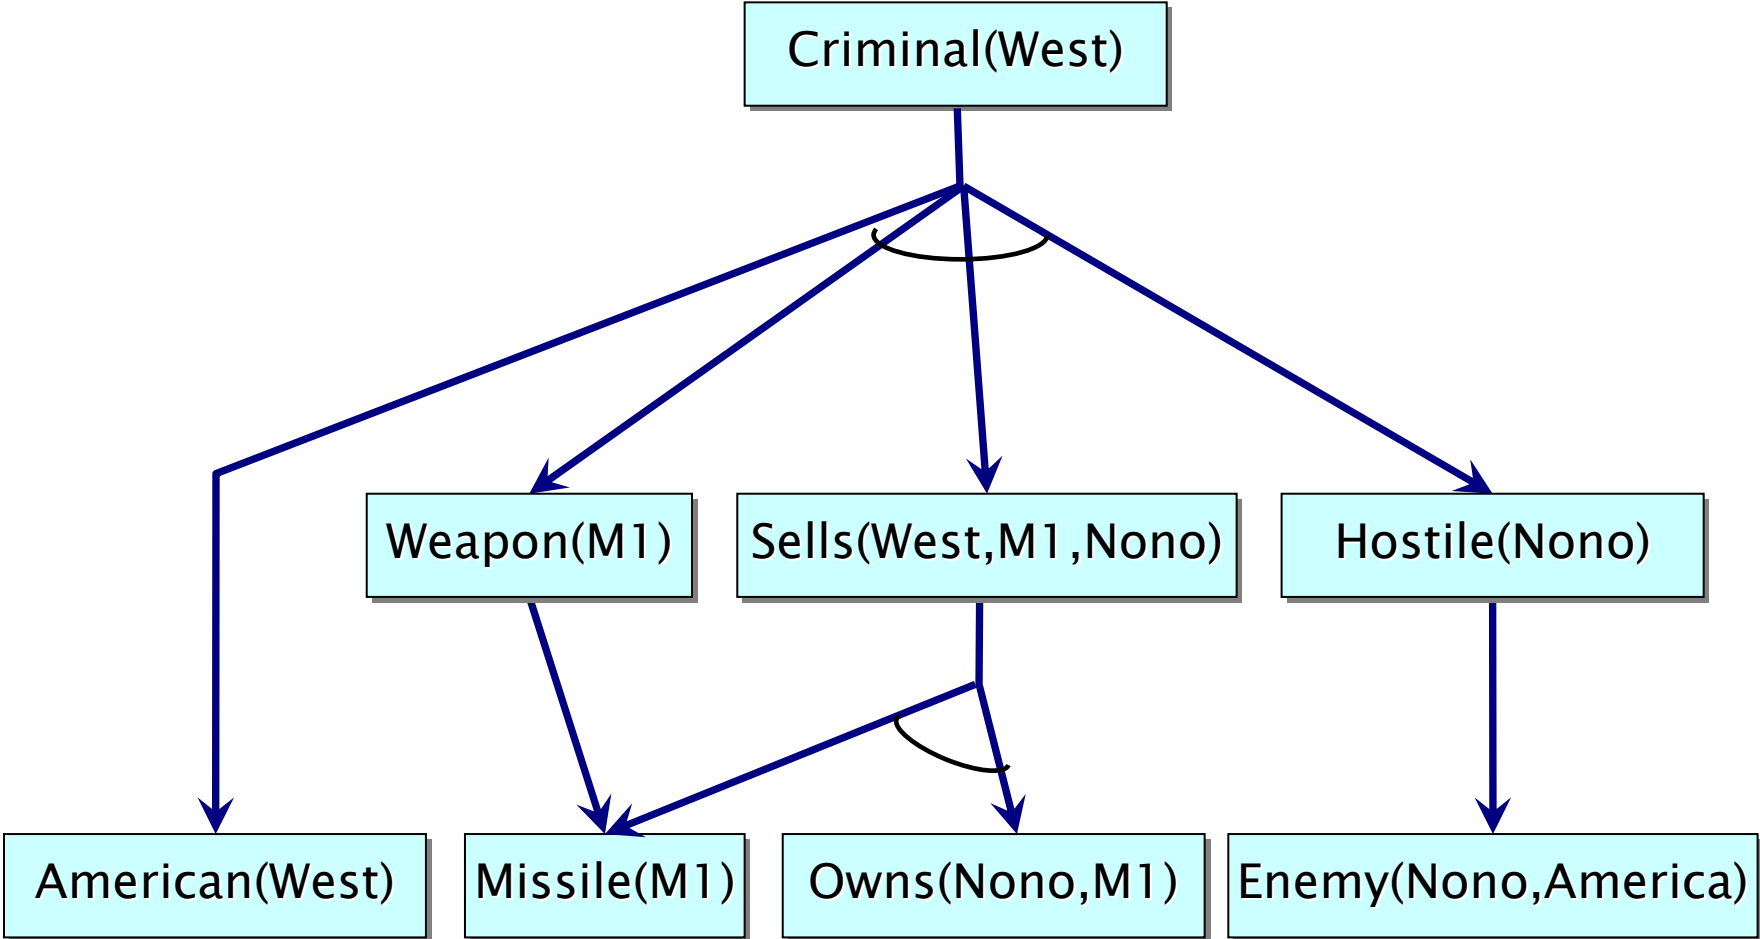 Criminal(West)
Weapon(M1)
Sells(West,M1,Nono)
Hostile(Nono)
American(West)
Missile(M1)
Owns(Nono,M1)
Enemy(Nono,America)